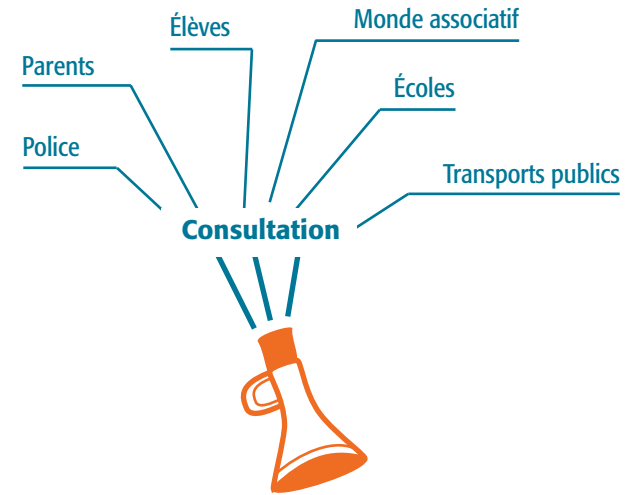 Monde associatif
Élèves
Parents
Écoles
Police
Transports publics
Consultation